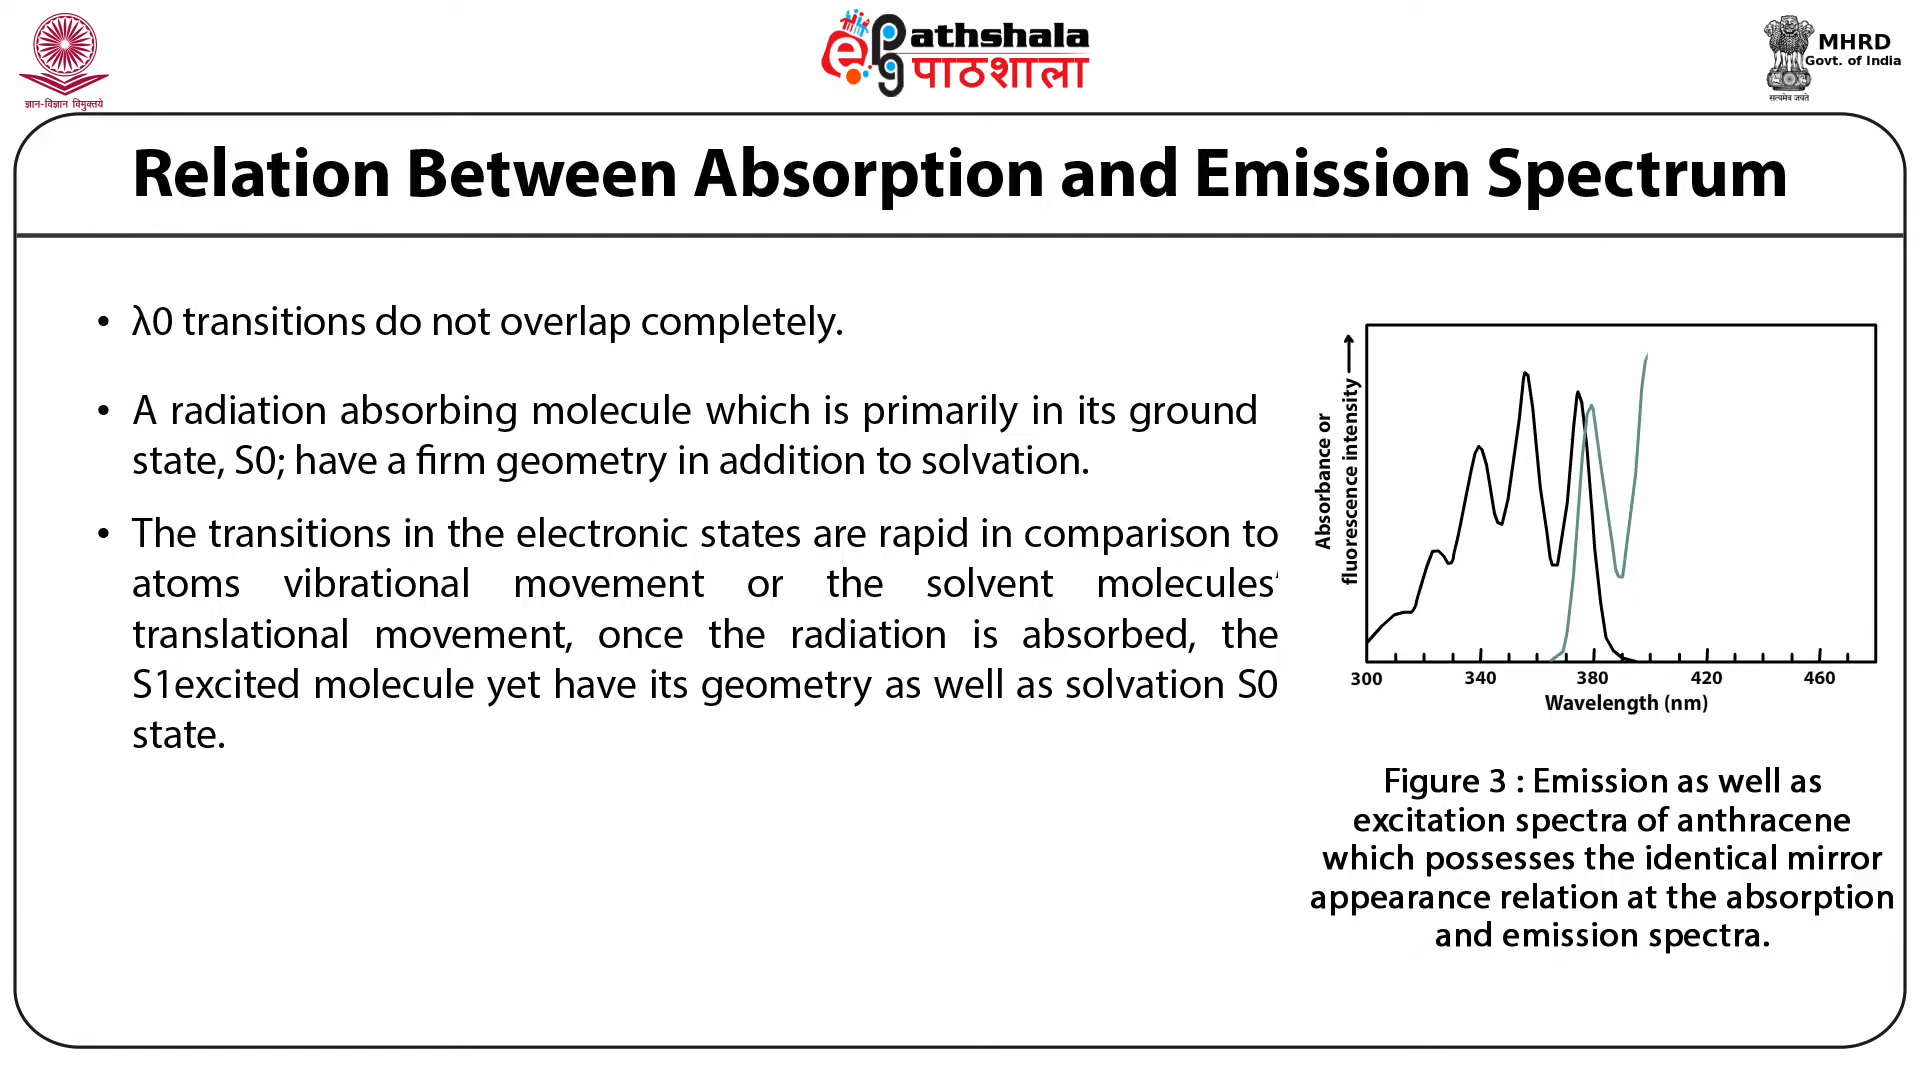 ज्ञान-विज्ञान विमुक्तये
e Pathshala
पाठशाला
MHRD
Govt. of India
सत्यमेव जयते
Relation Between Absorption and Emission Spectrum
• λ0 transitions do not overlap completely.
• A radiation absorbing molecule which is primarily in its ground
state, S0; have a firm geometry in addition to solvation.
• The transitions in the electronic states are rapid in comparison to
atoms vibrational movement or the solvent molecules'
translational movement, once the radiation is absorbed, the
S1excited molecule yet have its geometry as well as solvation S0
state.
Absorbance or
fluorescence intensity
300 340 380 420 460
Wavelength (nm)
Figure 3 : Emission as well as
excitation spectra of anthracene
which possesses the identical mirror
appearance relation at the absorption
and emission spectra.